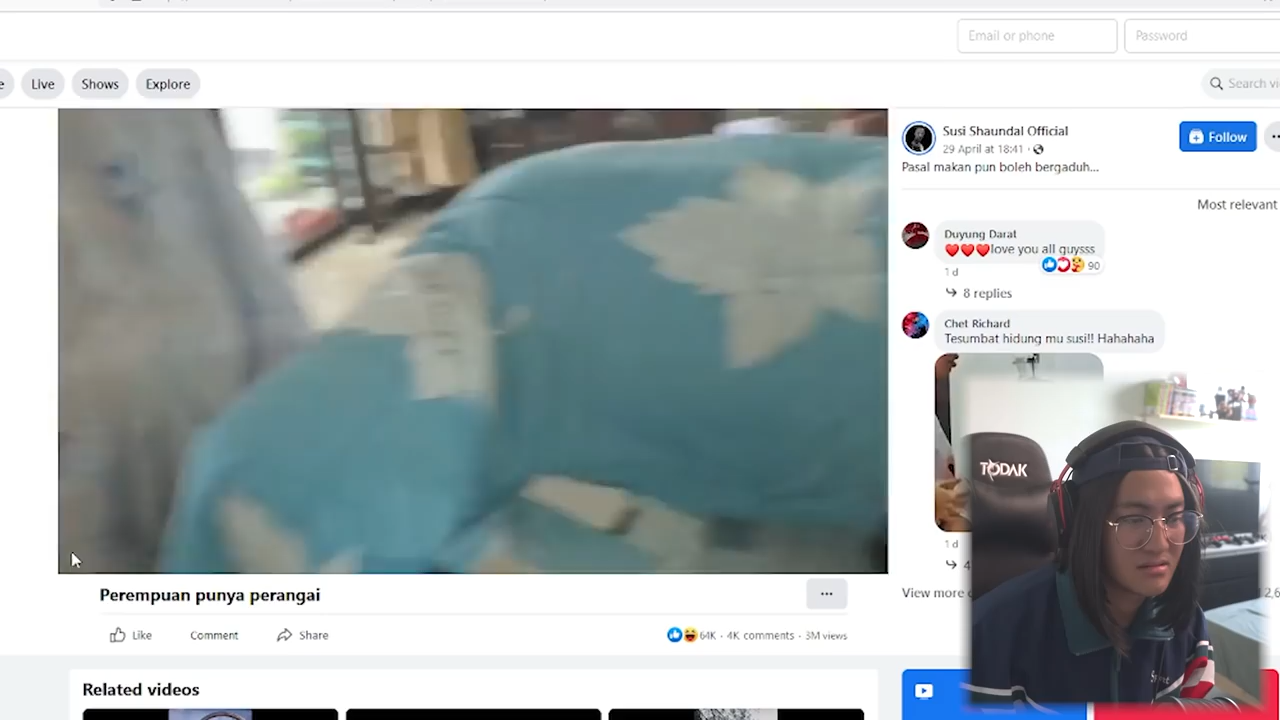 Email or phone
Password
Live
Shows
Explore
Search vi
Susi Shaundal Official
29 April at 18:41
Follow
Pasal makan pun boleh bergaduh...
Most relevant
Duyung Darat
love you all guysss
90
1 d
8 replies
Chet Richard
Tesumbat hidung mu susi!! Hahahaha
TODAK
1 d
4
View more
Perempuan punya perangai
Like
Comment
Share
64K · 4K comments · 3M views
Related videos